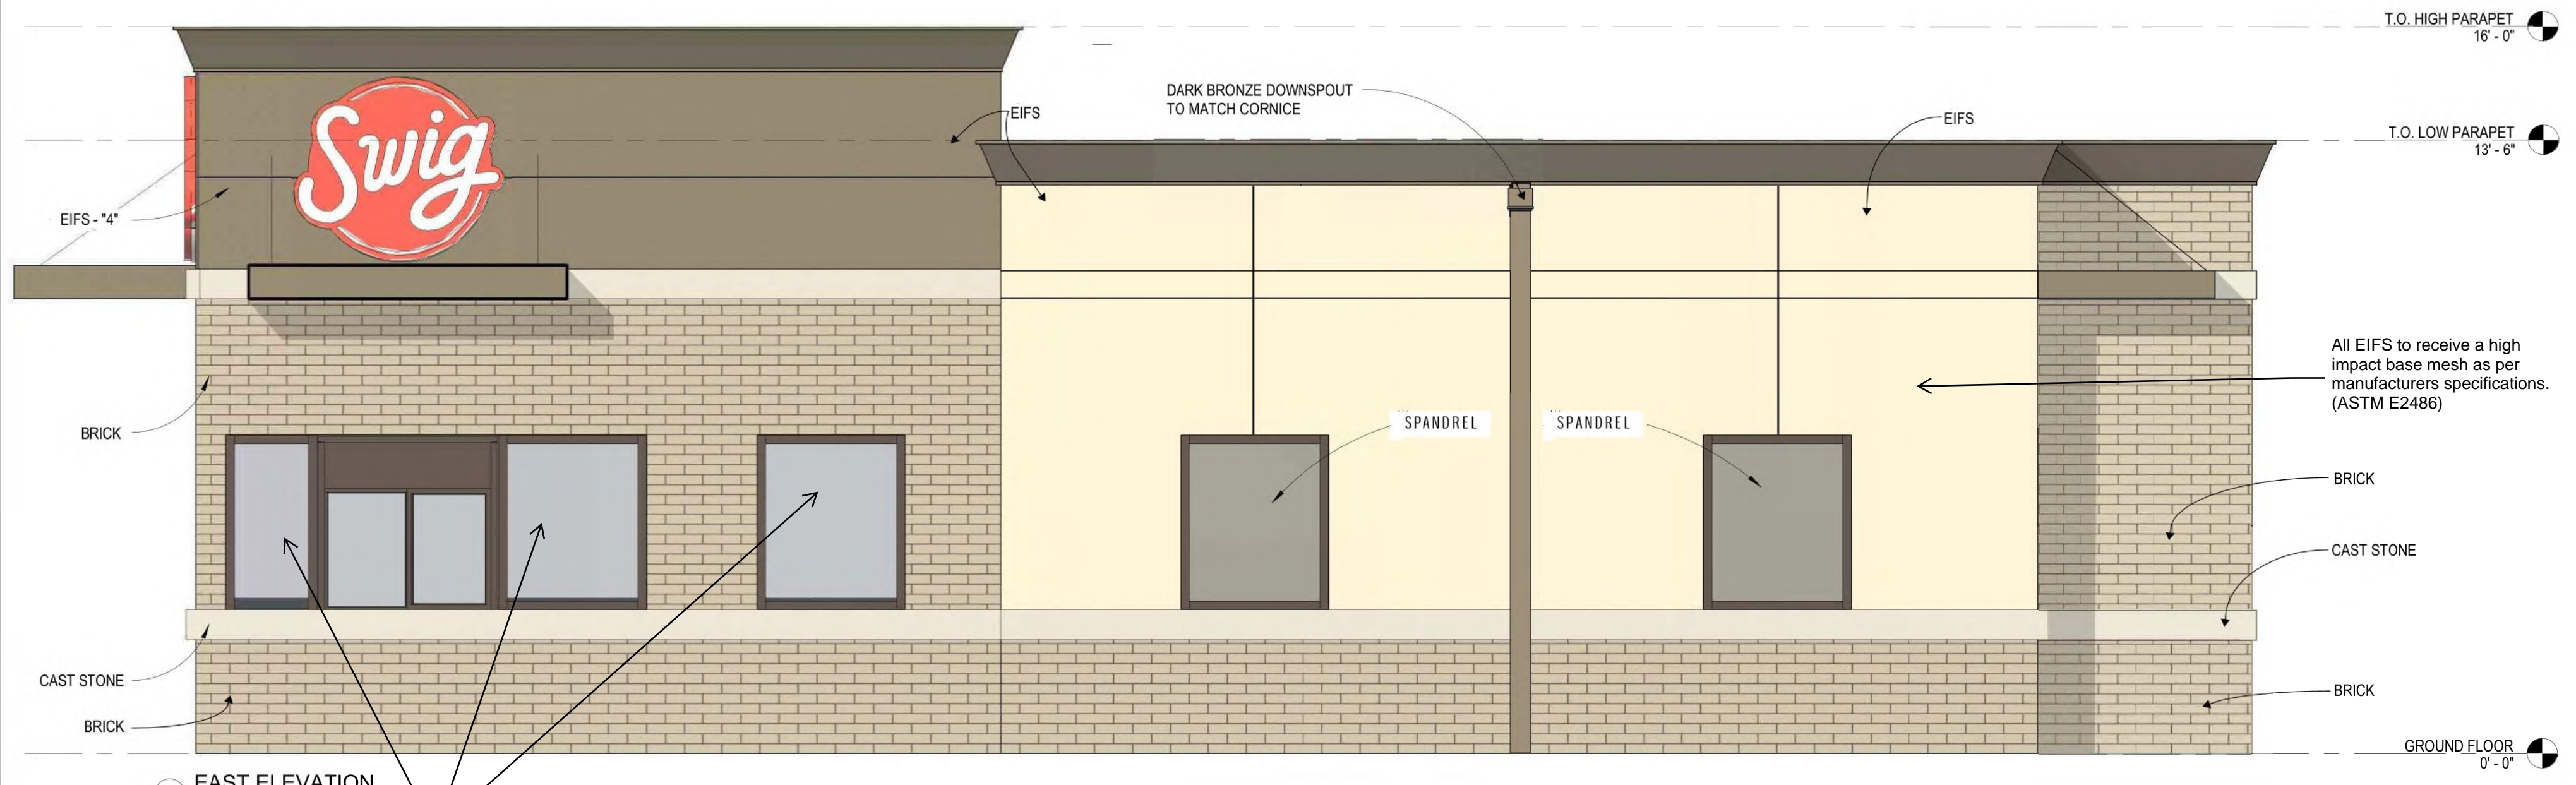 T.O. HIGH PARAPET
16' - 0"
Swig
DARK BRONZE DOWNSPOUT
TO MATCH CORNICE
EIFS
EIFS
T.O. LOW PARAPET
13' - 6"
EIFS - "4"
All EIFS to receive a high
impact base mesh as per
manufacturers specifications.
(ASTM E2486)
BRICK
SPANDREL
SPANDREL
BRICK
CAST STONE
CAST STONE
BRICK
BRICK
GROUND FLOOR
0' - 0"
EAST ELEVATION